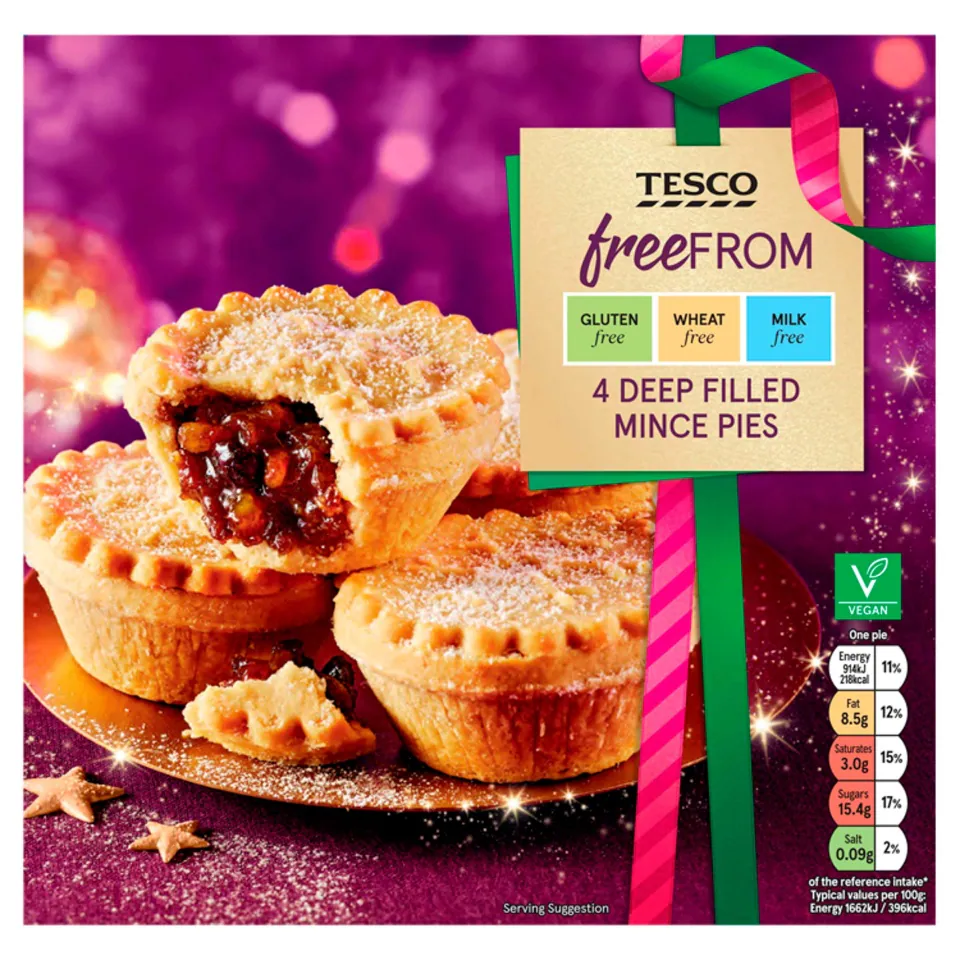 TESCO
freeFROM
GLUTEN
free
WHEAT
free
MILK
free
4 DEEP FILLED
MINCE PIES
VEGAN
One pie
Energy
914kJ
218kcal
11%
Fat
8.5g
12%
Saturates
3.0g
15%
Sugars
15.4g
17%
Salt
0.09g
2%
of the reference intake*
Typical values per 100g:
Energy 1662kJ / 396kcal
Serving Suggestion